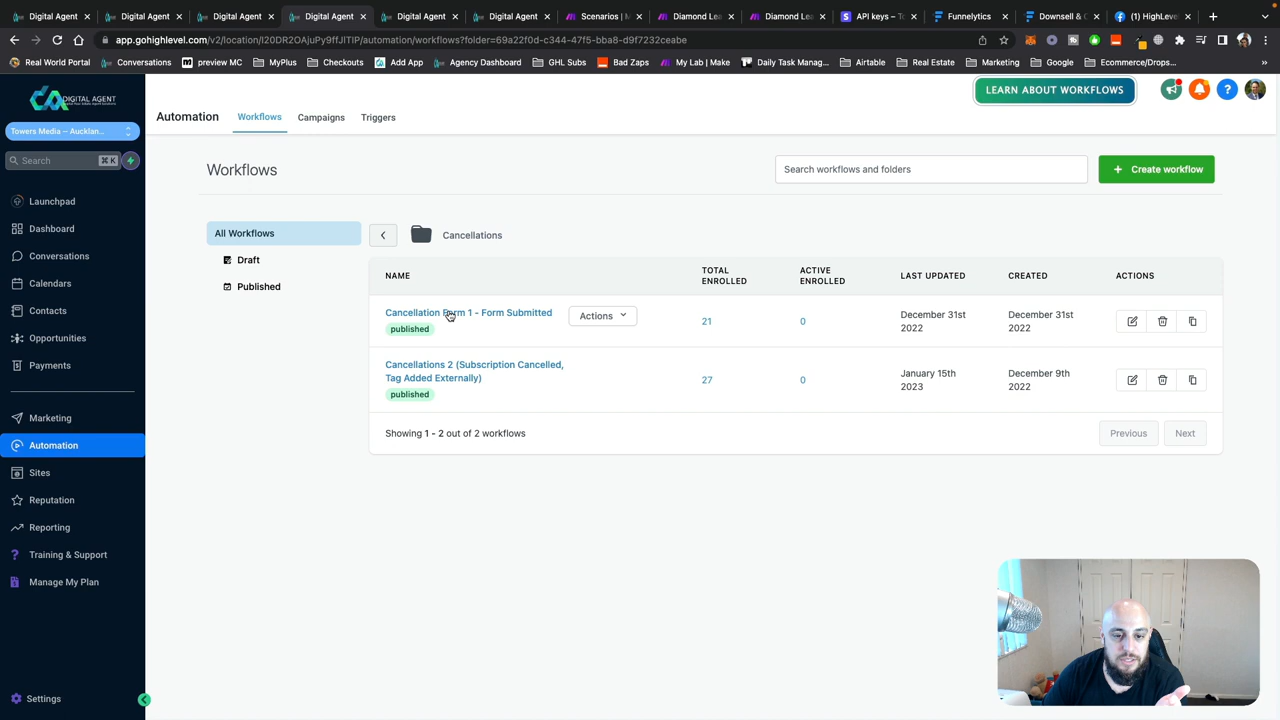 Digital Agent
Digital Agent
Digital Agent
Digital Agent
Digital Agent
Scenarios |
Diamond Lea
Diamond Lea
API keys – To
Funnelytics
Downsell &
(3) HighLeve
app.gohighlevel.com/v2/location/I20DR2OAjuPy9ffJITIP/automation/workflows?folder=69a22f0d-c344-47f5-bba8-d9f7232ceabe
Real World Portal
Conversations
preview MC
MyPlus
Checkouts
Add App
Agency Dashboard
GHL Subs
Bad Zaps
My Lab | Make
Daily Task Manag...
Airtable
Real Estate
Marketing
Google
Ecommerce/Drops...
DIGITAL AGENT
Towers Media – Aucklan...
Search
⌘ K
Launchpad
Dashboard
Conversations
Calendars
Contacts
Opportunities
Payments
Marketing
Automation
Sites
Reputation
Reporting
Training & Support
Manage My Plan
Settings
LEARN ABOUT WORKFLOWS
Automation
Workflows
Campaigns
Triggers
Workflows
Search workflows and folders
+ Create workflow
All Workflows
Draft
Published
Cancellations
NAME
TOTAL
ENROLLED
ACTIVE
ENROLLED
LAST UPDATED
CREATED
ACTIONS
Cancellation Form 1 - Form Submitted
published
Actions
21
0
December 31st
2022
December 31st
2022
Cancellations 2 (Subscription Cancelled,
Tag Added Externally)
published
27
0
January 15th
2023
December 9th
2022
Showing 1 - 2 out of 2 workflows
Previous
Next